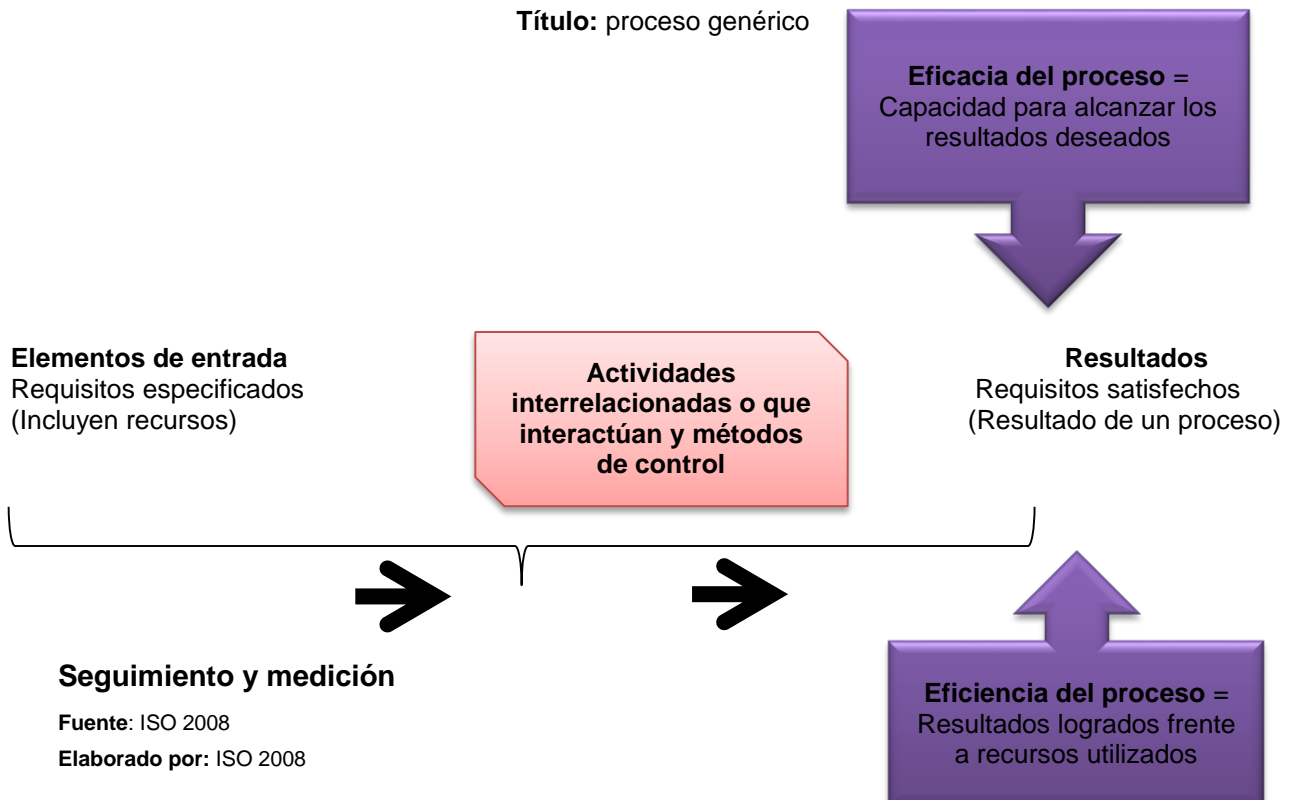 Título: proceso genérico
Eficacia del proceso =
Capacidad para alcanzar los
resultados deseados
Elementos de entrada
Requisitos especificados
(Incluyen recursos)
Actividades
interrelacionadas o que
interactúan y métodos
de control
Resultados
Requisitos satisfechos
(Resultado de un proceso)
Seguimiento y medición
Fuente: ISO 2008
Elaborado por: ISO 2008
Eficiencia del proceso =
Resultados logrados frente
a recursos utilizados